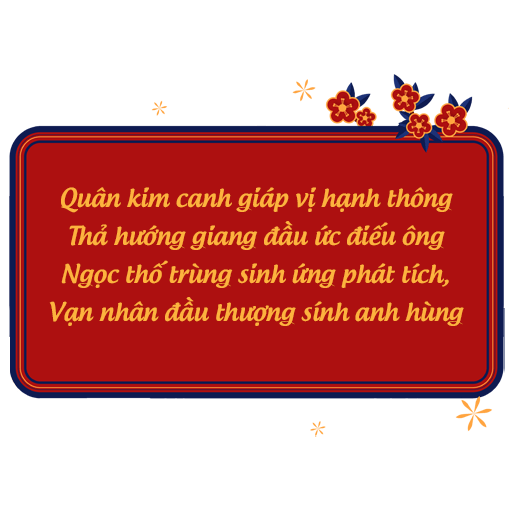 Quân kim canh giáp vị hạnh thông
Thả hướng giang đầu ức điếu ông
Ngọc thố trùng sinh ứng phát tích,
Vạn nhân đầu thượng sính anh hùng